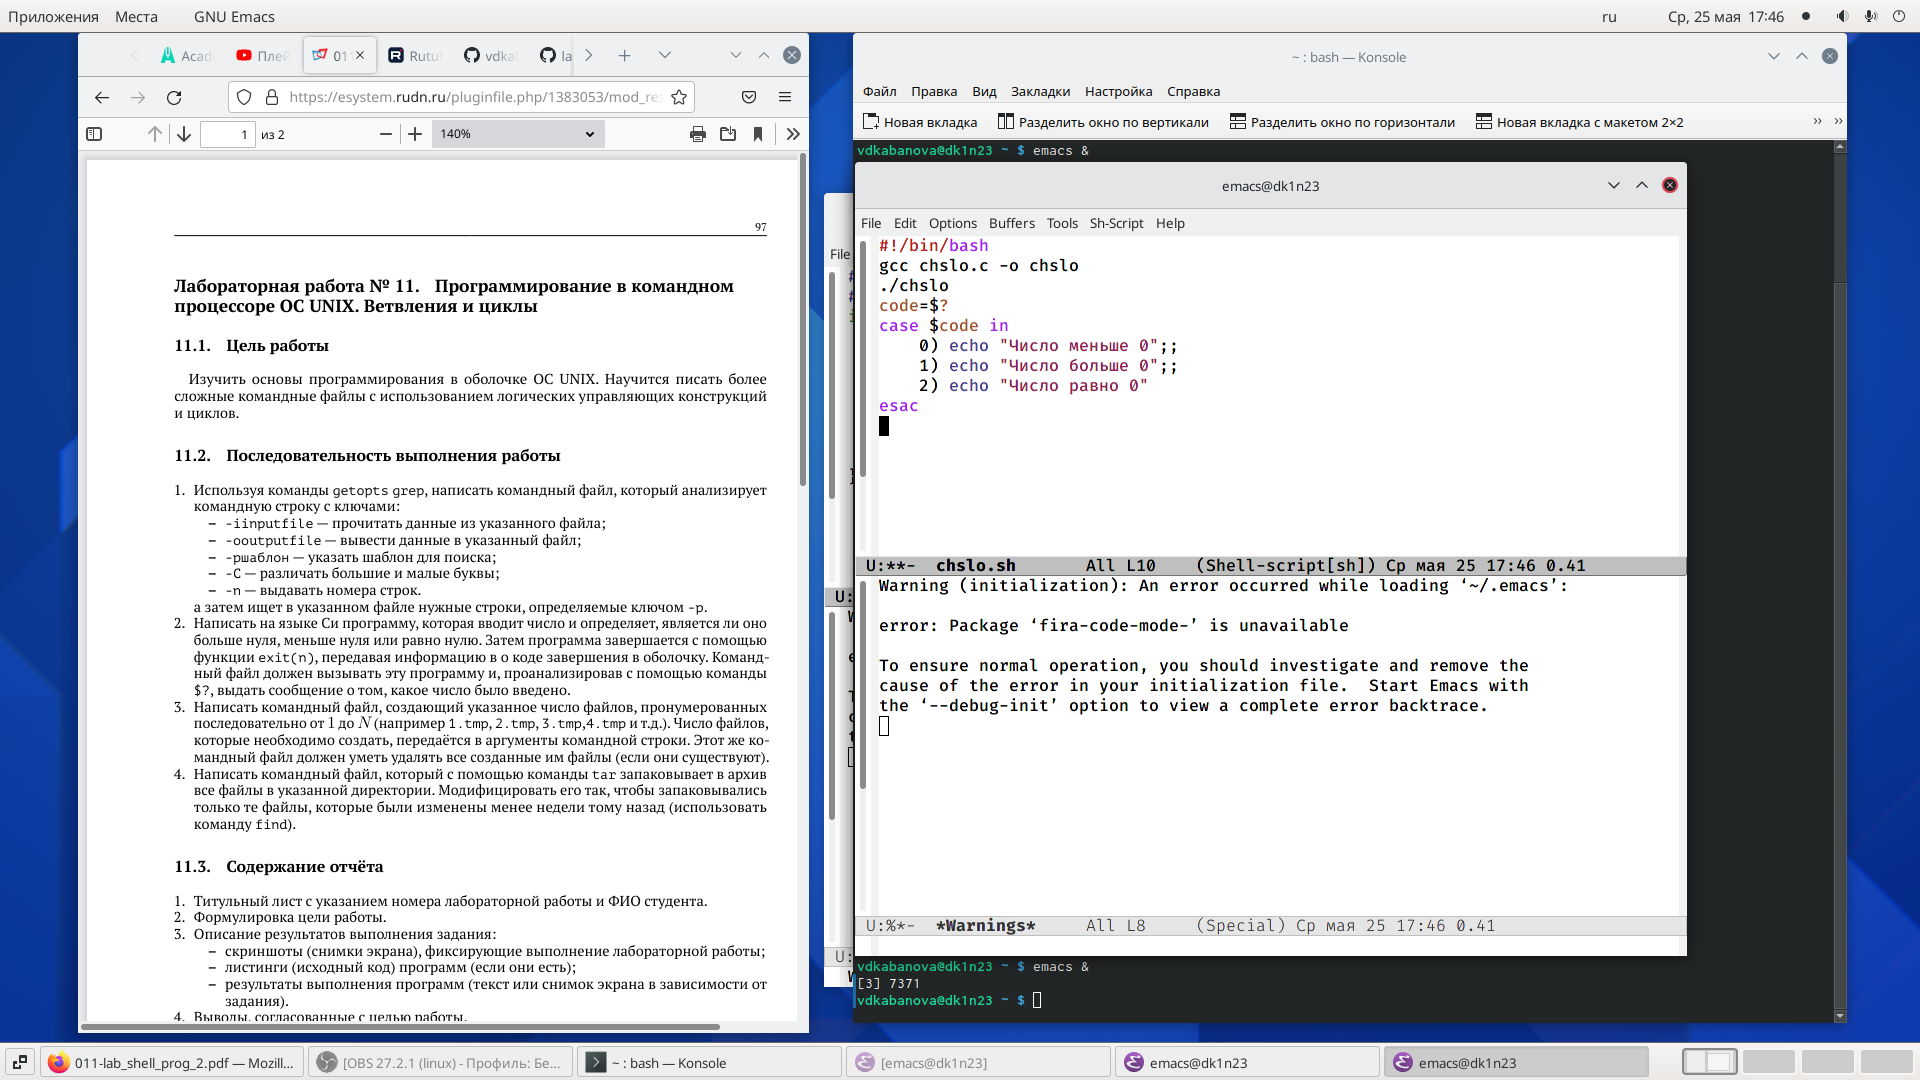 Приложения Места GNU Emacs ru Ср, 25 мая 17:46
Acad Плей 011 Rutu vdka la
https://esystem.rudn.ru/pluginfile.php/1383053/mod_res
1 из 2 140%
97
Лабораторная работа № 11. Программирование в командном
процессоре ОС UNIX. Ветвления и циклы
11.1. Цель работы
Изучить основы программирования в оболочке ОС UNIX. Научится писать более
сложные командные файлы с использованием логических управляющих конструкций
и циклов.
11.2. Последовательность выполнения работы
1. Используя команды getopts grep, написать командный файл, который анализирует
командную строку с ключами:
– -iinputfile — прочитать данные из указанного файла;
– -ooutputfile — вывести данные в указанный файл;
– -pшаблон — указать шаблон для поиска;
– -C — различать большие и малые буквы;
– -n — выдавать номера строк.
а затем ищет в указанном файле нужные строки, определяемые ключом -p.
2. Написать на языке Си программу, которая вводит число и определяет, является ли оно
больше нуля, меньше нуля или равно нулю. Затем программа завершается с помощью
функции exit(n), передавая информацию в о коде завершения в оболочку. Команд-
ный файл должен вызывать эту программу и, проанализировав с помощью команды
$?, выдать сообщение о том, какое число было введено.
3. Написать командный файл, создающий указанное число файлов, пронумерованных
последовательно от 1 до N (например 1.tmp, 2.tmp, 3.tmp,4.tmp и т.д.). Число файлов,
которые необходимо создать, передаётся в аргументы командной строки. Этот же ко-
мандный файл должен уметь удалять все созданные им файлы (если они существуют).
4. Написать командный файл, который с помощью команды tar запаковывает в архив
все файлы в указанной директории. Модифицировать его так, чтобы запаковывались
только те файлы, которые были изменены менее недели тому назад (использовать
команду find).
11.3. Содержание отчёта
1. Титульный лист с указанием номера лабораторной работы и ФИО студента.
2. Формулировка цели работы.
3. Описание результатов выполнения задания:
– скриншоты (снимки экрана), фиксирующие выполнение лабораторной работы;
– листинги (исходный код) программ (если они есть);
– результаты выполнения программ (текст или снимок экрана в зависимости от
задания).
4. Выводы, согласованные с целью работы.
File
U:
U:
~ : bash — Konsole
Файл Правка Вид Закладки Настройка Справка
Новая вкладка Разделить окно по вертикали Разделить окно по горизонтали Новая вкладка с макетом 2×2
vdkabanova@dk1n23 ~ $ emacs &
emacs@dk1n23
File Edit Options Buffers Tools Sh-Script Help
#!/bin/bash
gcc chslo.c -o chslo
./chslo
code=$?
case $code in
0) echo "Число меньше 0";;
1) echo "Число больше 0";;
2) echo "Число равно 0"
esac
U:**- chslo.sh All L10 (Shell-script[sh]) Ср мая 25 17:46 0.41
Warning (initialization): An error occurred while loading ‘~/.emacs’:
error: Package ‘fira-code-mode-’ is unavailable
To ensure normal operation, you should investigate and remove the
cause of the error in your initialization file. Start Emacs with
the ‘--debug-init’ option to view a complete error backtrace.
U:%*- *Warnings* All L8 (Special) Ср мая 25 17:46 0.41
vdkabanova@dk1n23 ~ $ emacs &
[3] 7371
vdkabanova@dk1n23 ~ $
011-lab_shell_prog_2.pdf — Mozill... [OBS 27.2.1 (linux) - Профиль: Бе... ~ : bash — Konsole [emacs@dk1n23] emacs@dk1n23 emacs@dk1n23